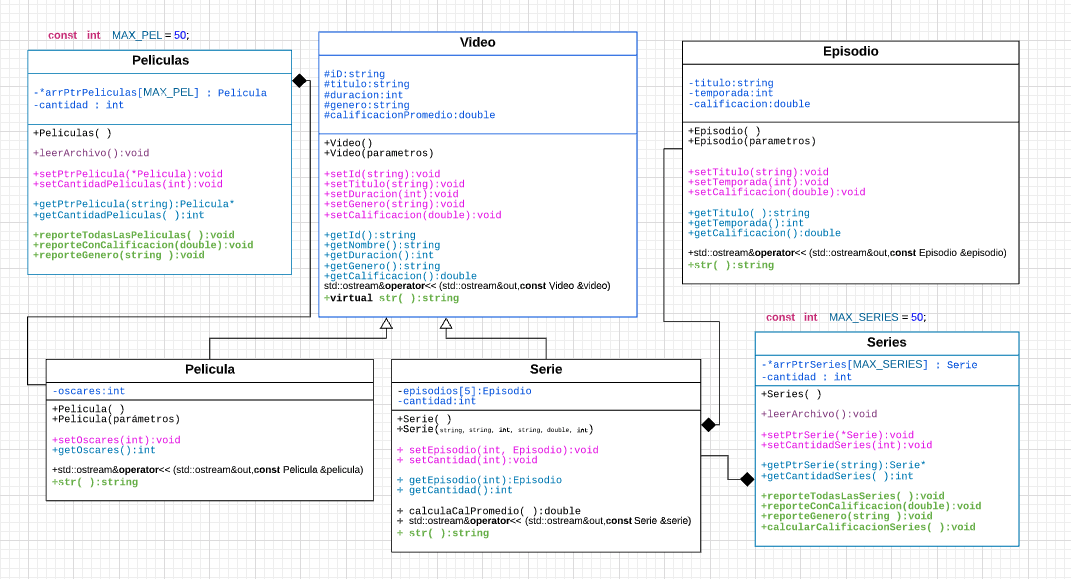 const int MAX_PEL = 50;
Peliculas
-*arrPtrPeliculas[MAX_PEL] : Pelicula
-cantidad : int
+Peliculas( )
+leerArchivo():void
+setPtrPelicula(*Pelicula):void
+setCantidadPeliculas(int):void
+getPtrPelicula(string):Pelicula*
+getCantidadPeliculas( ):int
+reporteTodasLasPeliculas( ):void
+reporteConCalificacion(double):void
+reporteGenero(string ):void
Video
#iD:string
#titulo:string
#duracion:int
#genero:string
#calificacionPromedio:double
+Video()
+Video(parametros)
+setId(string):void
+setTitulo(string):void
+setDuracion(int):void
+setGenero(string):void
+setCalificacion(double):void
+getId():string
+getNombre():string
+getDuracion():int
+getGenero():string
+getCalificacion():double
std::ostream&operator<< (std::ostream&out,const Video &video)
+virtual str( ):string
Episodio
-titulo:string
-temporada:int
-calificacion:double
+Episodio( )
+Episodio(parametros)
+setTitulo(string):void
+setTemporada(int):void
+setCalificacion(double):void
+getTitulo( ):string
+getTemporada():int
+getCalificacion():double
+std::ostream&operator<< (std::ostream&out,const Episodio &episodio)
+str( ):string
Pelicula
-oscares:int
+Pelicula( )
+Pelicula(parámetros)
+setOscares(int):void
+getOscares():int
+std::ostream&operator<< (std::ostream&out,const Pelicula &pelicula)
+str( ):string
Serie
-episodios[5]:Episodio
-cantidad:int
+Serie( )
+Serie(string, string, int, string, double, int)
+ setEpisodio(int, Episodio):void
+ setCantidad(int):void
+ getEpisodio(int):Episodio
+ getCantidad():int
+ calculaCalPromedio( ):double
+ std::ostream&operator<< (std::ostream&out,const Serie &serie)
+ str( ):string
const int MAX_SERIES = 50;
Series
-*arrPtrSeries[MAX_SERIES] : Serie
-cantidad : int
+Series( )
+leerArchivo():void
+setPtrSerie(*Serie):void
+setCantidadSeries(int):void
+getPtrSerie(string):Serie*
+getCantidadSeries( ):int
+reporteTodasLasSeries( ):void
+reporteConCalificacion(double):void
+reporteGenero(string ):void
+calcularCalificacionSeries( ):void